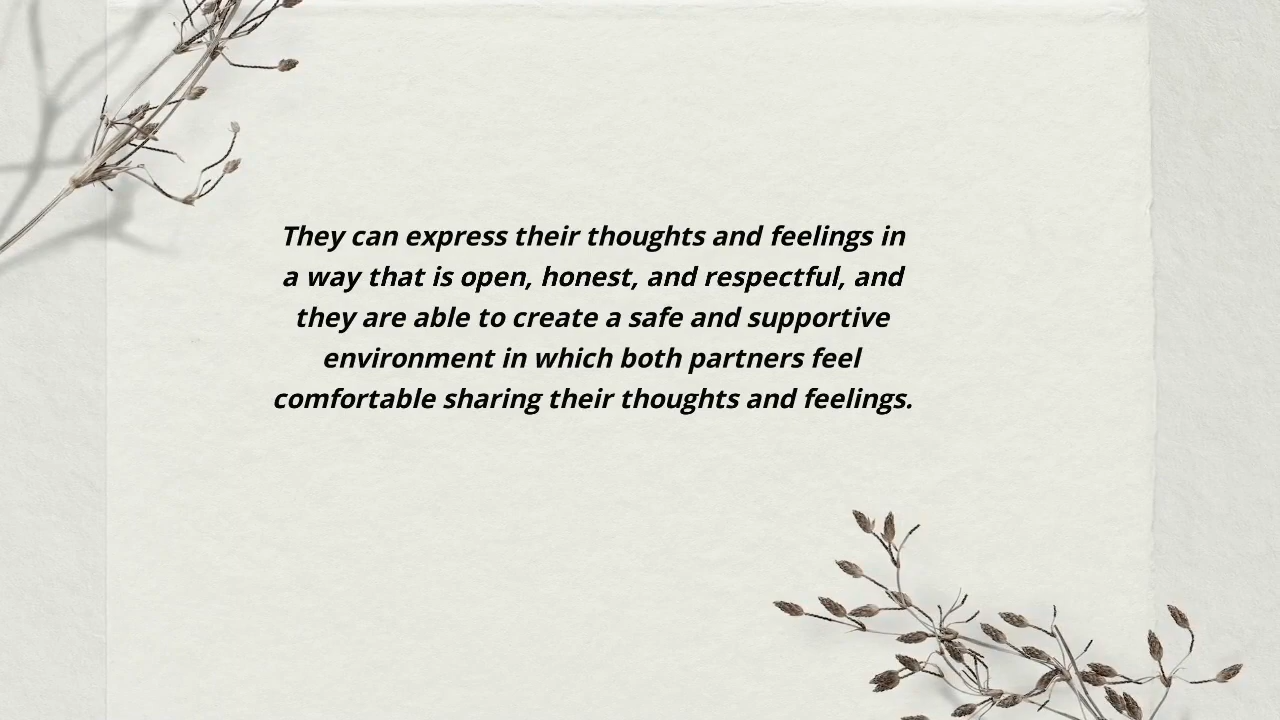 They can express their thoughts and feelings in
a way that is open, honest, and respectful, and
they are able to create a safe and supportive
environment in which both partners feel
comfortable sharing their thoughts and feelings.